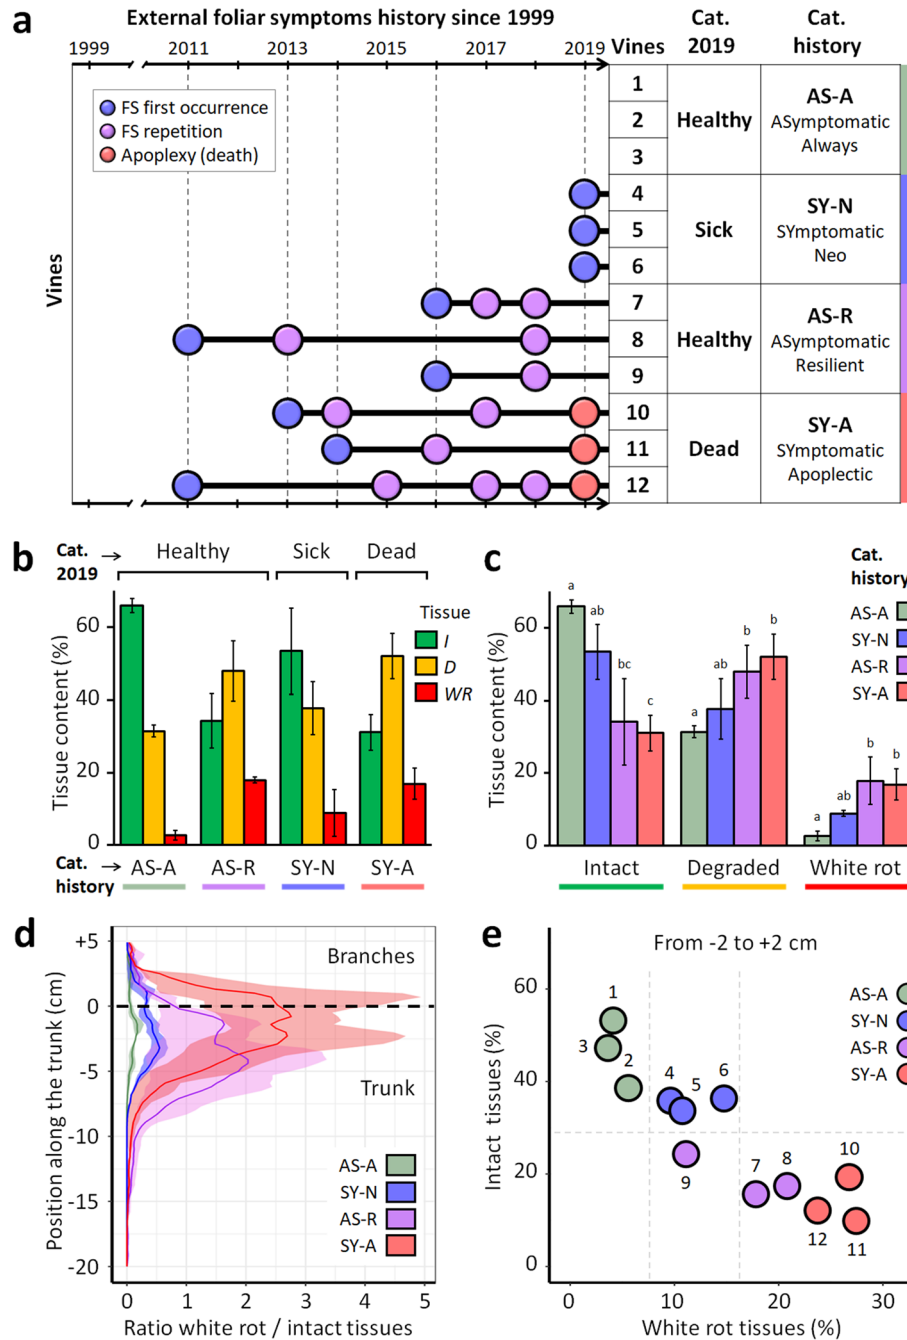 a
External foliar symptoms history since 1999
Cat.
2019
Cat.
history
1999 2011 2013 2015 2017 2019 Vines
FS first occurrence
FS repetition
Apoplexy (death)
Vines
1
2
3
4
5
6
7
8
9
10
11
12
Healthy
Sick
Healthy
Dead
AS-A
ASymptomatic
Always
SY-N
SYmptomatic
Neo
AS-R
ASymptomatic
Resilient
SY-A
SYmptomatic
Apoplectic
1999 2011 2013 2015 2017 2019
b
Cat. →
2019
Healthy Sick Dead
Tissue
I
D
WR
Tissue content (%)
60
40
20
0
Cat. →
history
AS-A AS-R SY-N SY-A
c
Cat.
history
AS-A
SY-N
AS-R
SY-A
Tissue content (%)
60
40
20
0
a ab bc c
a ab b b
a ab b b
Intact Degraded White rot
d
Position along the trunk (cm)
+5
0
-5
-10
-15
-20
Branches
Trunk
AS-A
SY-N
AS-R
SY-A
0 1 2 3 4 5
Ratio white rot / intact tissues
e
From -2 to +2 cm
Intact tissues (%)
60
40
20
0
AS-A
SY-N
AS-R
SY-A
1
3
2
4
5
6
9
7
8
10
12
11
0 10 20 30
White rot tissues (%)